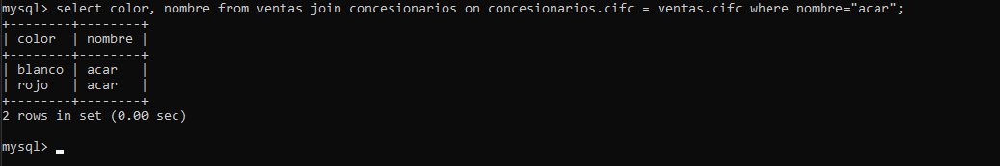 mysql> select color, nombre from ventas join concesionarios on concesionarios.cifc = ventas.cifc where nombre="acar";
+--------+--------+
| color  | nombre |
+--------+--------+
| blanco | acar   |
| rojo   | acar   |
+--------+--------+
2 rows in set (0.00 sec)
mysql> _